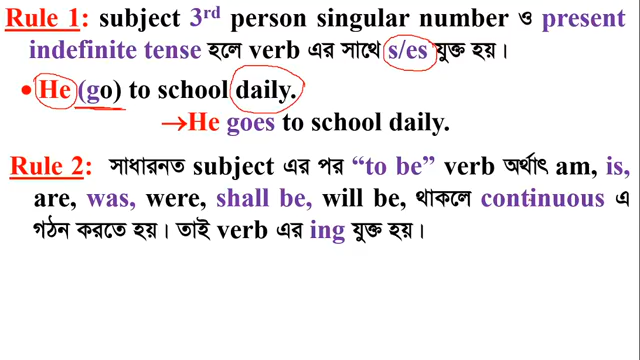 Rule 1: subject 3rd person singular number ও present
indefinite tense হলে verb এর সাথে s/es যুক্ত হয়।
• He (go) to school daily.
→He goes to school daily.
Rule 2: সাধারনত subject এর পর “to be” verb অর্থাৎ am, is,
are, was, were, shall be, will be, থাকলে continuous এ
গঠন করতে হয়। তাই verb এর ing যুক্ত হয়।